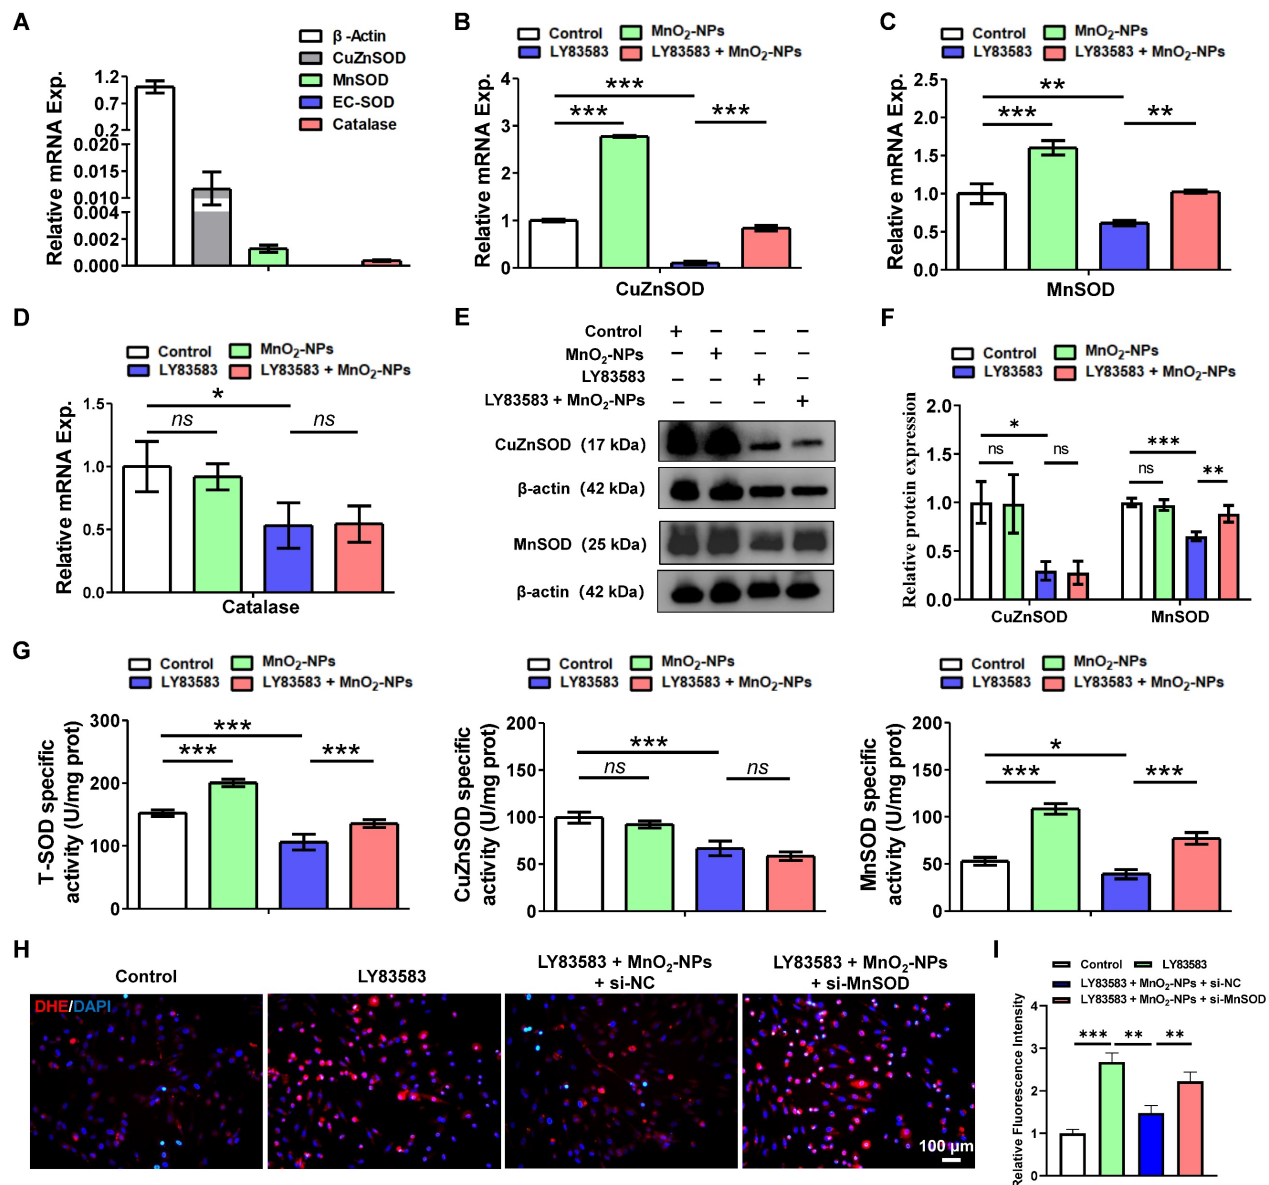 A
β-Actin
CuZnSOD
MnSOD
EC-SOD
Catalase
Relative mRNA Exp.
1.2
0.7
0.2
0.020
0.015
0.010
0.004
0.002
0.000
B
Control
MnO2-NPs
LY83583
LY83583 + MnO2-NPs
Relative mRNA Exp.
4
3
2
1
0
***
***
***
CuZnSOD
C
Control
MnO2-NPs
LY83583
LY83583 + MnO2-NPs
Relative mRNA Exp.
2.5
2.0
1.5
1.0
0.5
0.0
**
***
**
MnSOD
D
Control
MnO2-NPs
LY83583
LY83583 + MnO2-NPs
Relative mRNA Exp.
1.5
1.0
0.5
0.0
*
ns
ns
Catalase
E
Control + − − −
MnO2-NPs − + − −
LY83583 − − + −
LY83583 + MnO2-NPs − − − +
CuZnSOD (17 kDa)
β-actin (42 kDa)
MnSOD (25 kDa)
β-actin (42 kDa)
F
Control
MnO2-NPs
LY83583
LY83583 + MnO2-NPs
Relative protein expression
2.0
1.5
1.0
0.5
0.0
*
ns
ns
***
ns
**
CuZnSOD
MnSOD
G
Control
MnO2-NPs
LY83583
LY83583 + MnO2-NPs
T-SOD specific
activity (U/mg prot)
300
200
100
0
***
***
***
Control
MnO2-NPs
LY83583
LY83583 + MnO2-NPs
CuZnSOD specific
activity (U/mg prot)
200
150
100
50
0
***
ns
ns
Control
MnO2-NPs
LY83583
LY83583 + MnO2-NPs
MnSOD specific
activity (U/mg prot)
200
150
100
50
0
*
***
***
H
Control
LY83583
LY83583 + MnO2-NPs
+ si-NC
LY83583 + MnO2-NPs
+ si-MnSOD
DHE/DAPI
100 μm
I
Control
LY83583
LY83583 + MnO2-NPs + si-NC
LY83583 + MnO2-NPs + si-MnSOD
Relative Fluorescence Intensity
4
3
2
1
0
***
**
**